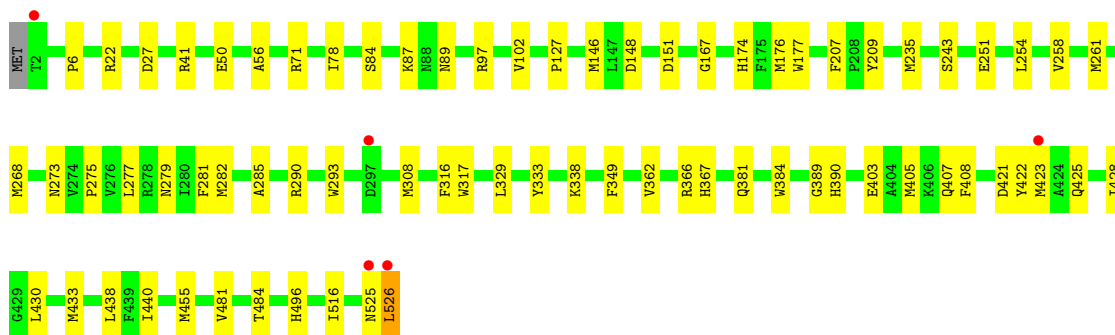 MET T2 P6 R22 D27 R41 E50 A56 R71 I78 S84 K87 N88 N89 R97 V102 P127 M146 L147 D148 D151 G167 H174 F175 M176 W177 F207 P208 Y209 M235 S243 E251 L254 V258 M261
M268 N273 V274 P275 V276 L277 R278 N279 I280 F281 M282 A285 R290 W293 D297 M308 F316 W317 L329 Y333 K338 F349 V362 R366 H367 Q381 W384 G389 H390 E403 A404 M405 K406 Q407 F408 D421 Y422 M423 A424 Q425
G429 L430 M433 L438 F439 I440 M455 V481 T484 H496 I516 N525 L526